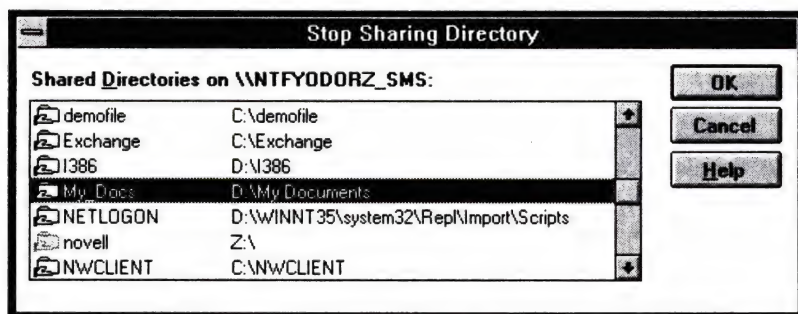 Stop Sharing Directory
Shared Directories on \\NTFYODORZ_SMS:
demofile C:\demofile
Exchange C:\Exchange
I386 D:\I386
My_Docs D:\My Documents
NETLOGON D:\WINNT35\system32\Repl\Import\Scripts
novell Z:\
NWCLIENT C:\NWCLIENT
OK
Cancel
Help